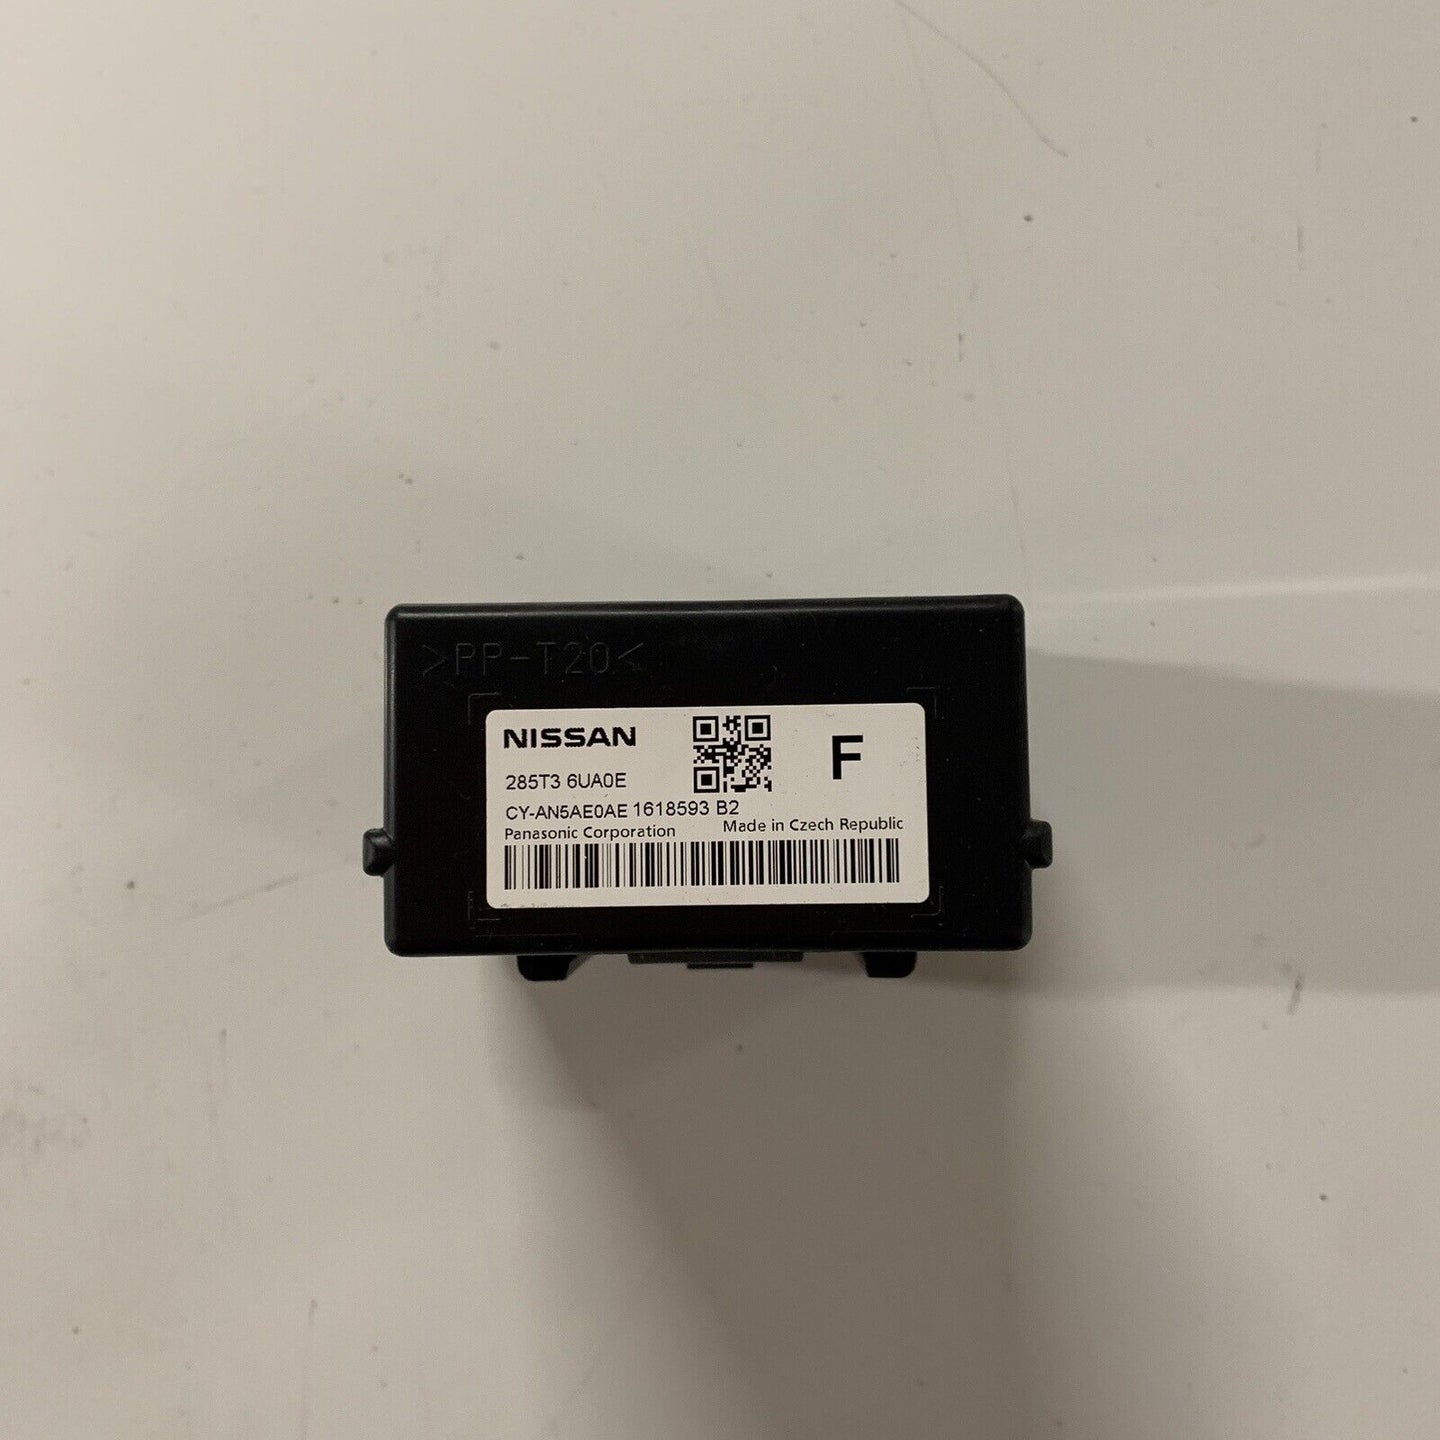 >PP-T20<
NISSAN
F
285T3 6UA0E
CY-AN5AE0AE 1618593 B2
Panasonic Corporation Made in Czech Republic